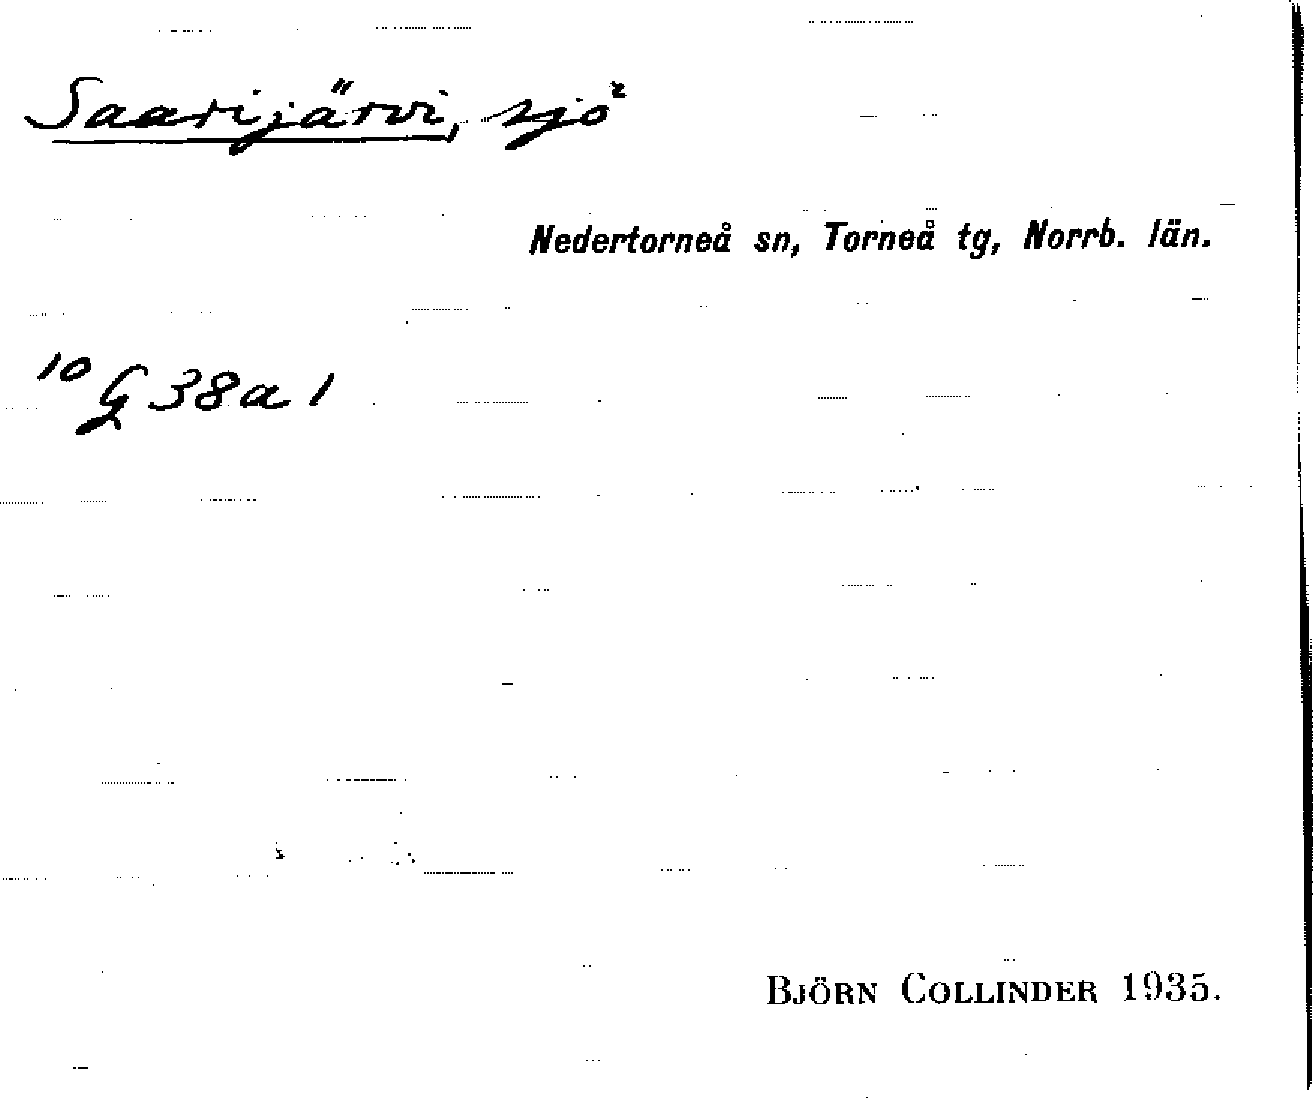 Saarijärvi, sjö
Nedertorneå sn, Torneå tg, Norrb. län.
10 G 38a 1
BJÖRN COLLINDER 1935.